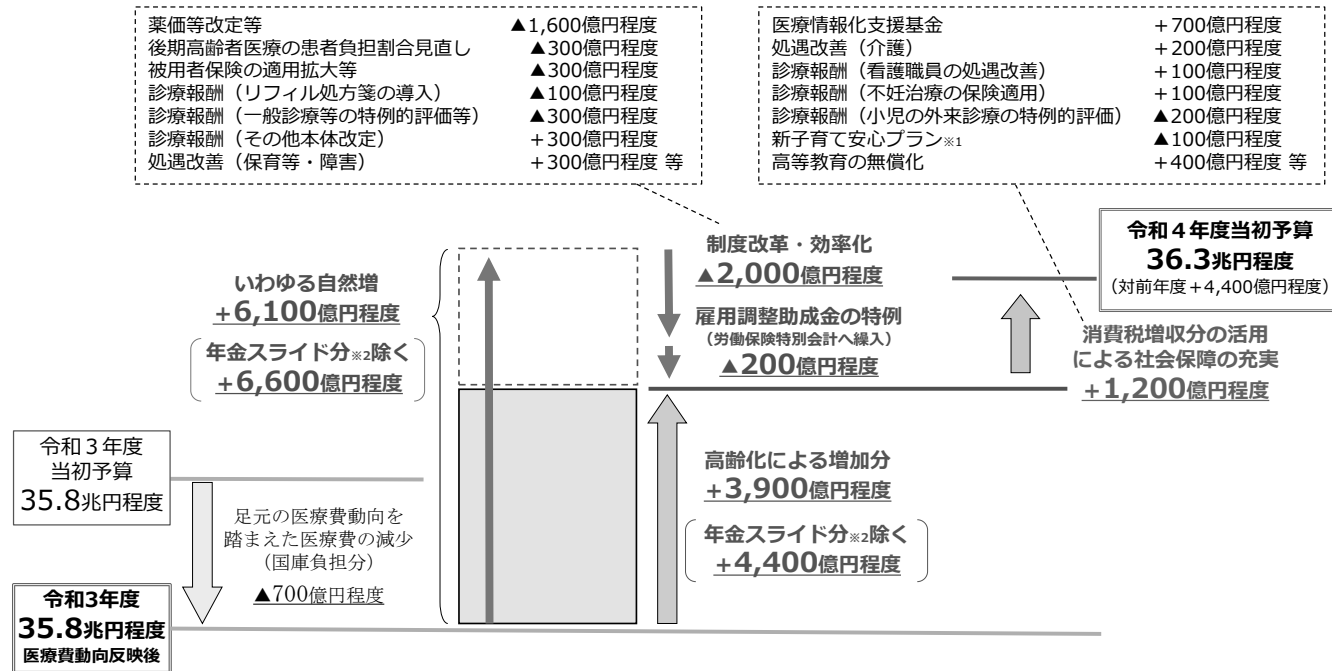 薬価等改定等 ▲1,600億円程度
後期高齢者医療の患者負担割合見直し ▲300億円程度
被用者保険の適用拡大等 ▲300億円程度
診療報酬（リフィル処方箋の導入） ▲100億円程度
診療報酬（一般診療等の特例的評価等） ▲300億円程度
診療報酬（その他本体改定） +300億円程度
処遇改善（保育等・障害） +300億円程度 等
医療情報化支援基金 +700億円程度
処遇改善（介護） +200億円程度
診療報酬（看護職員の処遇改善） +100億円程度
診療報酬（不妊治療の保険適用） +100億円程度
診療報酬（小児の外来診療の特例的評価） ▲200億円程度
新子育て安心プラン※1 ▲100億円程度
高等教育の無償化 +400億円程度 等
いわゆる自然増
+6,100億円程度
年金スライド分※2除く
+6,600億円程度
制度改革・効率化
▲2,000億円程度
雇用調整助成金の特例
（労働保険特別会計へ繰入）
▲200億円程度
令和４年度当初予算
36.3兆円程度
（対前年度+4,400億円程度）
消費税増収分の活用
による社会保障の充実
+1,200億円程度
令和３年度
当初予算
35.8兆円程度
足元の医療費動向を
踏まえた医療費の減少
（国庫負担分）
▲700億円程度
高齢化による増加分
+3,900億円程度
年金スライド分※2除く
+4,400億円程度
令和3年度
35.8兆円程度
医療費動向反映後